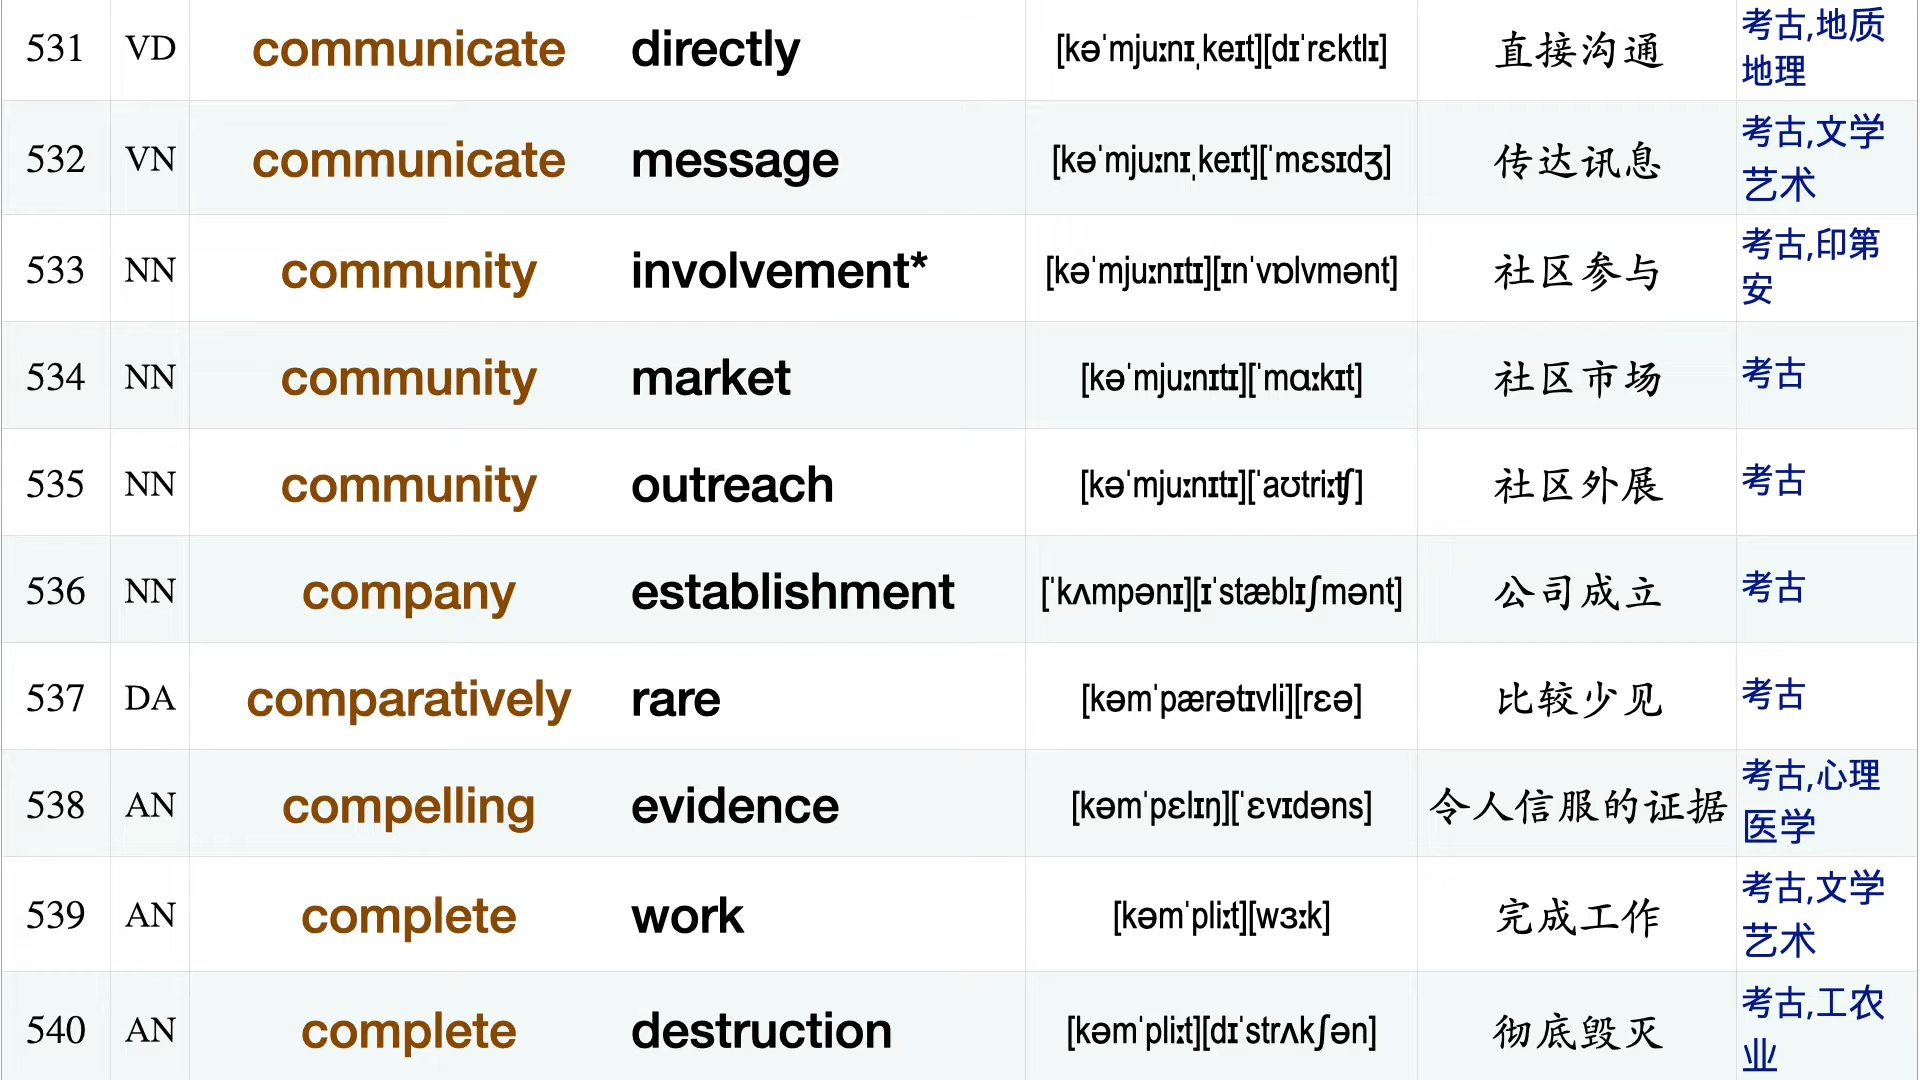 531 VD communicate directly [kəˈmjuːnɪˌkeɪt][dɪˈrɛktlɪ] 直接沟通 考古,地质
地理
532 VN communicate message [kəˈmjuːnɪˌkeɪt][ˈmɛsɪdʒ] 传达讯息 考古,文学
艺术
533 NN community involvement* [kəˈmjuːnɪtɪ][ɪnˈvɒlvmənt] 社区参与 考古,印第
安
534 NN community market [kəˈmjuːnɪtɪ][ˈmɑːkɪt] 社区市场 考古
535 NN community outreach [kəˈmjuːnɪtɪ][ˈaʊtriːʧ] 社区外展 考古
536 NN company establishment [ˈkʌmpənɪ][ɪˈstæblɪʃmənt] 公司成立 考古
537 DA comparatively rare [kəmˈpærətɪvli][rɛə] 比较少见 考古
538 AN compelling evidence [kəmˈpɛlɪŋ][ˈɛvɪdəns] 令人信服的证据 考古,心理
医学
539 AN complete work [kəmˈpliːt][wɜːk] 完成工作 考古,文学
艺术
540 AN complete destruction [kəmˈpliːt][dɪˈstrʌkʃən] 彻底毁灭 考古,工农
业